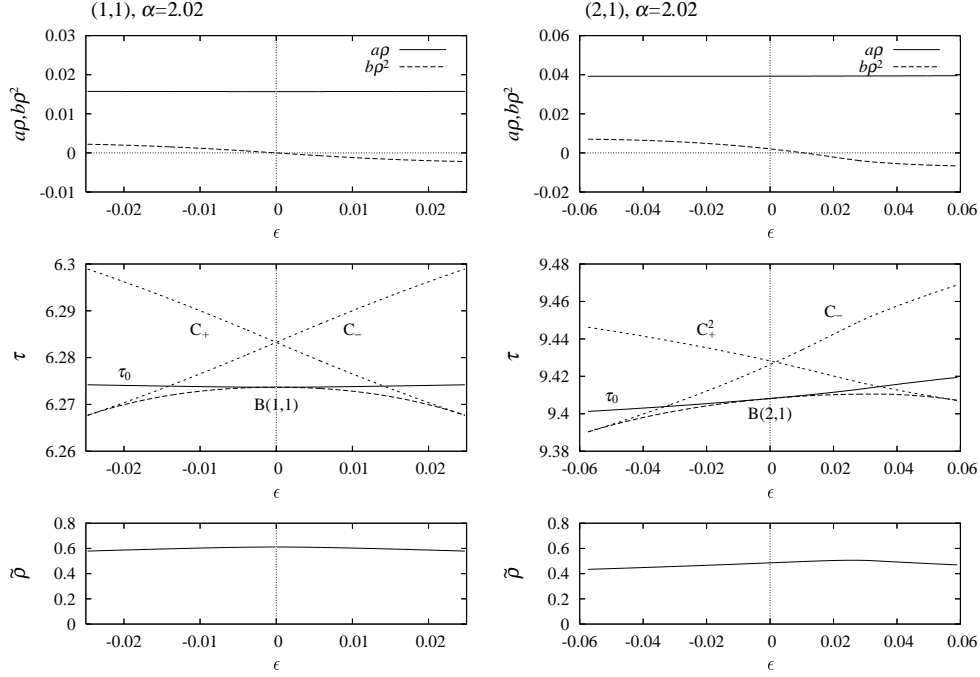 (1,1), α=2.02
0.03
0.02
0.01
0
-0.01
aρ,bρ²
aρ
bρ²
-0.02
-0.01
0
0.01
0.02
ϵ
6.3
6.29
6.28
6.27
6.26
τ
C₊
C₋
τ₀
B(1,1)
-0.02
-0.01
0
0.01
0.02
ϵ
0.8
0.6
0.4
0.2
0
ρ̃
-0.02
-0.01
0
0.01
0.02
ϵ
(2,1), α=2.02
0.06
0.04
0.02
0
-0.02
aρ,bρ²
aρ
bρ²
-0.06
-0.04
-0.02
0
0.02
0.04
0.06
ϵ
9.48
9.46
9.44
9.42
9.4
9.38
τ
C₊²
C₋
τ₀
B(2,1)
-0.06
-0.04
-0.02
0
0.02
0.04
0.06
ϵ
0.8
0.6
0.4
0.2
0
ρ̃
-0.06
-0.04
-0.02
0
0.02
0.04
0.06
ϵ